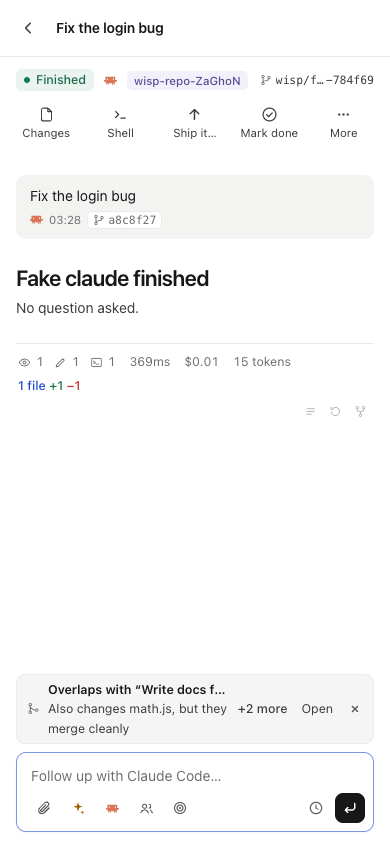 Fix the login bug
Finished
wisp-repo-ZaGhoN
wisp/f…–784f69
Changes
Shell
Ship it…
Mark done
More
Fix the login bug
03:28
a8c8f27
Fake claude finished
No question asked.
1 1 1 369ms $0.01 15 tokens
1 file +1 −1
Overlaps with “Write docs f…
Also changes math.js, but they +2 more Open ×
merge cleanly
Follow up with Claude Code…